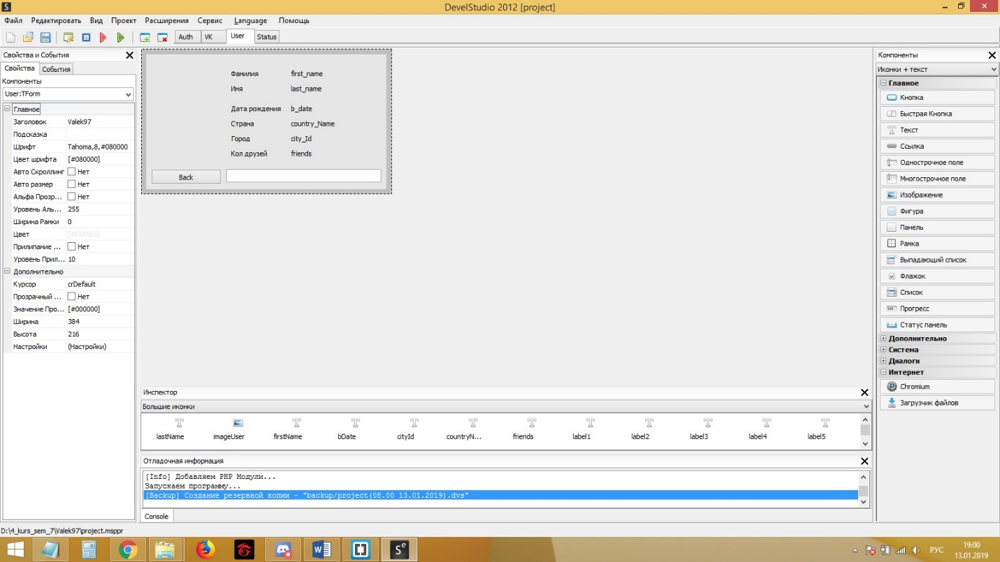 DevelStudio 2012 [project]
Файл Редактировать Вид Проект Расширения Сервис Language Помощь
Auth VK User Status
Свойства и События
Свойства События
Компоненты
User:TForm
Главное
Заголовок Valek97
Подсказка
Шрифт Tahoma,8,#080000
Цвет шрифта [#080000]
Авто Скроллинг Нет
Авто размер Нет
Альфа Прозр... Нет
Уровень Аль... 255
Ширина Рамки 0
Цвет [#E6E6E6]
Прилипание ... Нет
Уровень Прил... 10
Дополнительно
Курсор crDefault
Прозрачный ... Нет
Значение Про... [#000000]
Ширина 384
Высота 216
Настройки (Настройки)
Фамилия first_name
Имя last_name
Дата рождения b_date
Страна country_Name
Город city_Id
Кол друзей friends
Back
Инспектор
Большие иконки
lastName imageUser firstName bDate cityId countryN... friends label1 label2 label3 label4 label5
Отладочная информация
[Info] Добавляем PHP Модули...
Запускаем программу...
[Backup] Создание резервной копии - "backup/project(08.00 13.01.2019).dvs"
Console
Компоненты
Иконки + текст
Главное
Кнопка
Быстрая Кнопка
Текст
Ссылка
Однострочное поле
Многострочное поле
Изображение
Фигура
Панель
Рамка
Выпадающий список
Флажок
Список
Прогресс
Статус панель
Дополнительно
Система
Диалоги
Интернет
Chromium
Загрузчик файлов
D:\4_kurs_sem_7\Valek97\project.msppr
РУС
19:00
13.01.2019